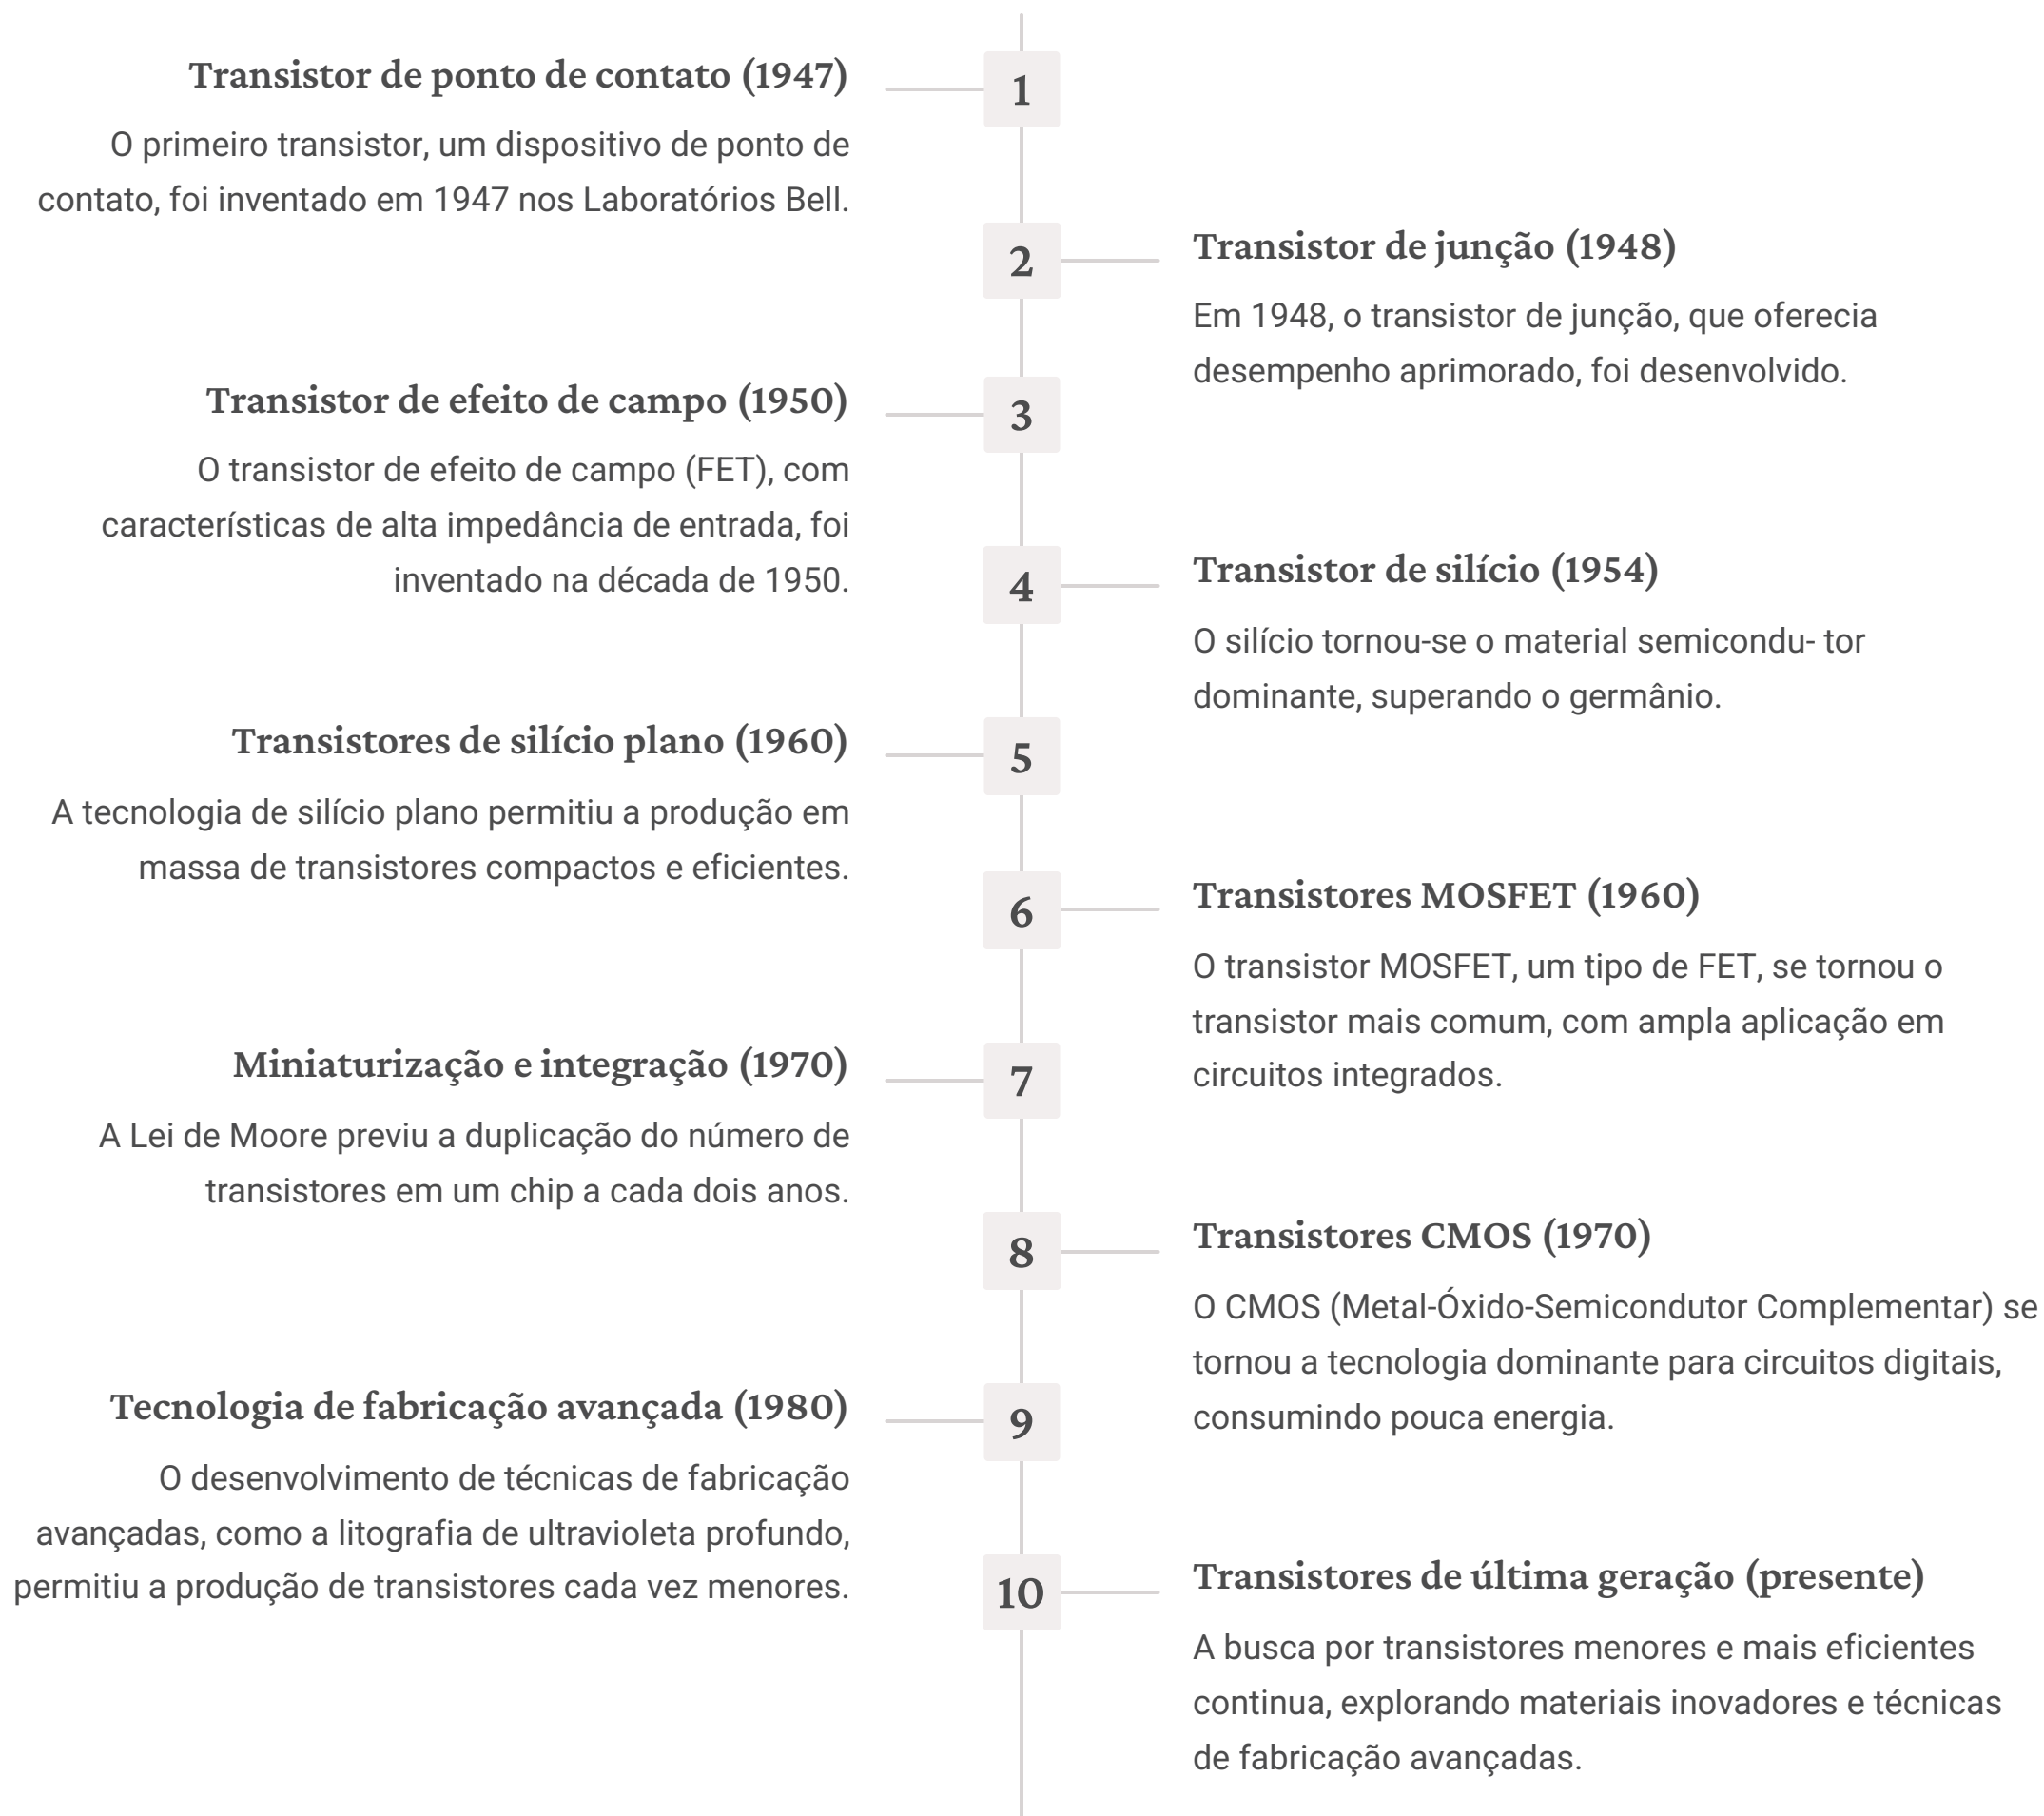 1
Transistor de ponto de contato (1947)
O primeiro transistor, um dispositivo de ponto de
contato, foi inventado em 1947 nos Laboratórios Bell.
2
Transistor de junção (1948)
Em 1948, o transistor de junção, que oferecia
desempenho aprimorado, foi desenvolvido.
3
Transistor de efeito de campo (1950)
O transistor de efeito de campo (FET), com
características de alta impedância de entrada, foi
inventado na década de 1950.
4
Transistor de silício (1954)
O silício tornou-se o material semicondu- tor
dominante, superando o germânio.
5
Transistores de silício plano (1960)
A tecnologia de silício plano permitiu a produção em
massa de transistores compactos e eficientes.
6
Transistores MOSFET (1960)
O transistor MOSFET, um tipo de FET, se tornou o
transistor mais comum, com ampla aplicação em
circuitos integrados.
7
Miniaturização e integração (1970)
A Lei de Moore previu a duplicação do número de
transistores em um chip a cada dois anos.
8
Transistores CMOS (1970)
O CMOS (Metal-Óxido-Semicondutor Complementar) se
tornou a tecnologia dominante para circuitos digitais,
consumindo pouca energia.
9
Tecnologia de fabricação avançada (1980)
O desenvolvimento de técnicas de fabricação
avançadas, como a litografia de ultravioleta profundo,
permitiu a produção de transistores cada vez menores.
10
Transistores de última geração (presente)
A busca por transistores menores e mais eficientes
continua, explorando materiais inovadores e técnicas
de fabricação avançadas.